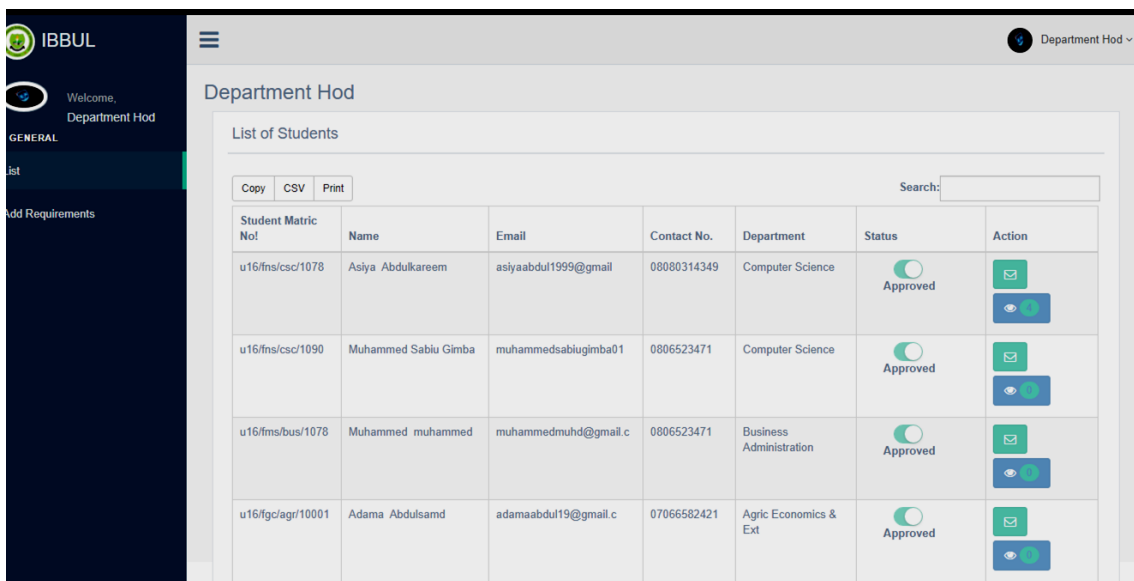 IBBUL
Department Hod
Welcome,
Department Hod
GENERAL
List
Add Requirements
Department Hod
List of Students
Copy CSV Print
Search:
Student Matric
No! Name Email Contact No. Department Status Action
u16/fns/csc/1078 Asiya Abdulkareem asiyaabdul1999@gmail 08080314349 Computer Science
Approved
4
u16/fns/csc/1090 Muhammed Sabiu Gimba muhammedsabiugimba01 0806523471 Computer Science
Approved
0
u16/fms/bus/1078 Muhammed muhammed muhammedmuhd@gmail.c 0806523471 Business
Administration
Approved
0
u16/fgc/agr/10001 Adama Abdulsamd adamaabdul19@gmail.c 07066582421 Agric Economics &
Ext
Approved
0